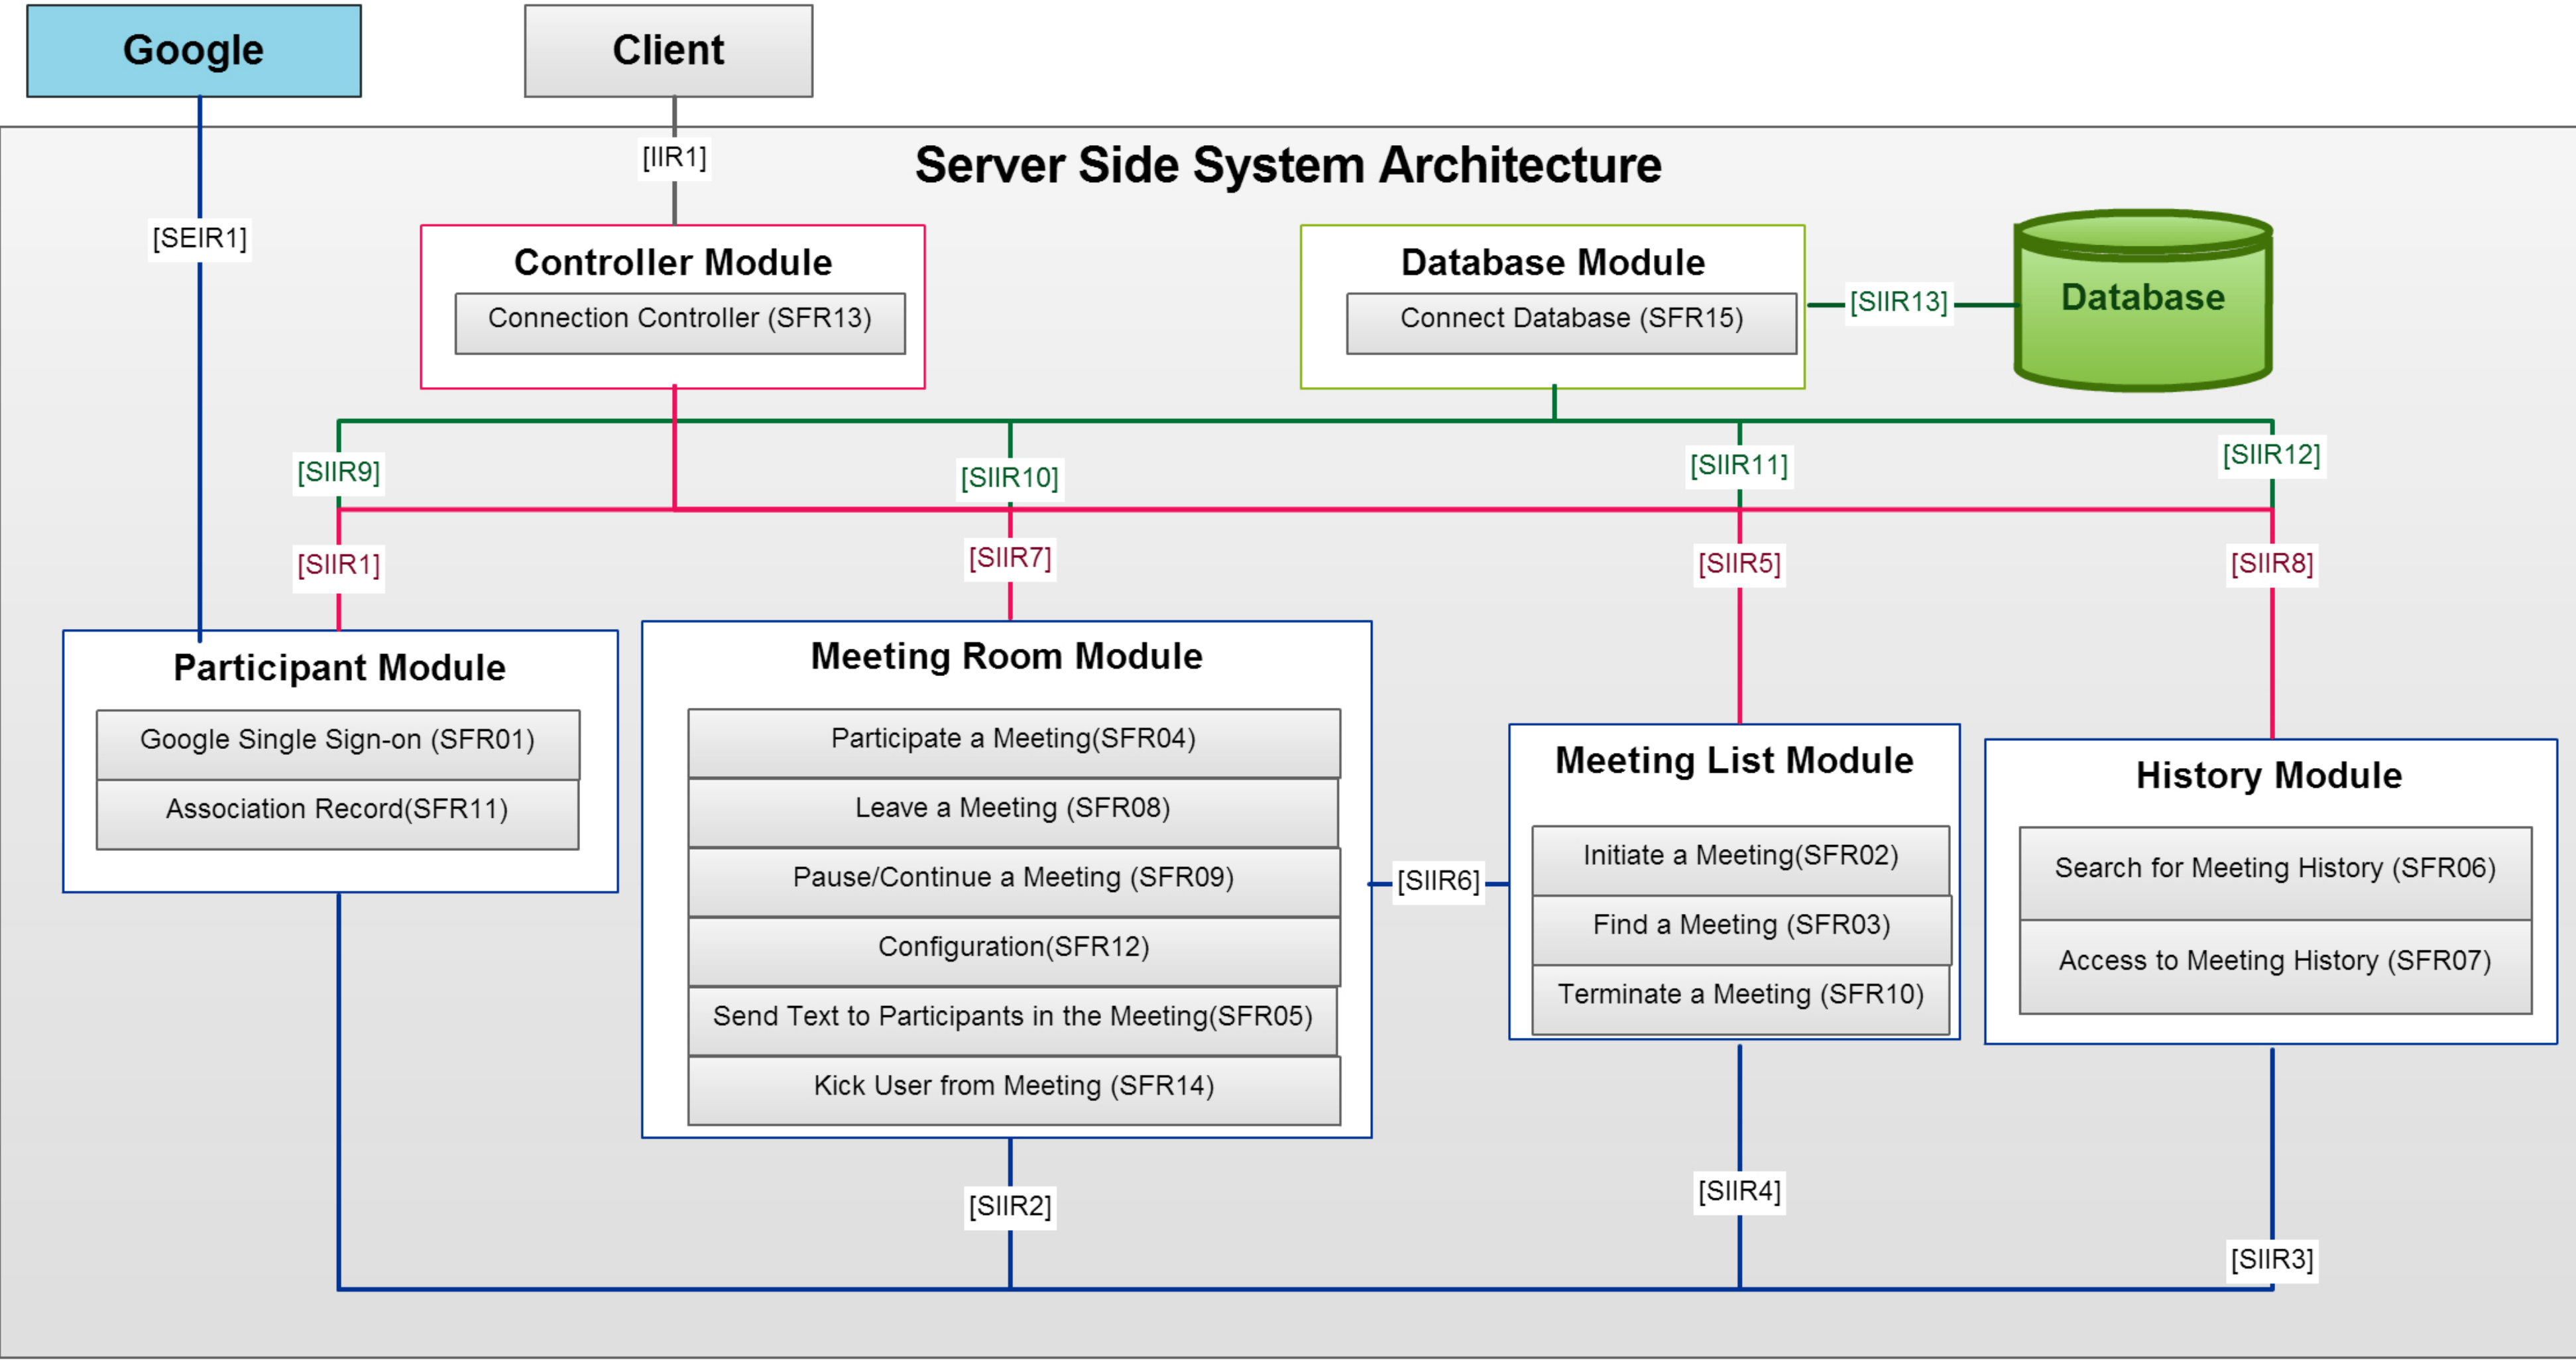 Google
Client
[IIR1]
Server Side System Architecture
[SEIR1]
Controller Module
Connection Controller (SFR13)
Database Module
Connect Database (SFR15)
[SIIR13]
Database
[SIIR9]
[SIIR10]
[SIIR11]
[SIIR12]
[SIIR1]
[SIIR7]
[SIIR5]
[SIIR8]
Participant Module
Google Single Sign-on (SFR01)
Association Record(SFR11)
Meeting Room Module
Participate a Meeting(SFR04)
Leave a Meeting (SFR08)
Pause/Continue a Meeting (SFR09)
Configuration(SFR12)
Send Text to Participants in the Meeting(SFR05)
Kick User from Meeting (SFR14)
[SIIR6]
Meeting List Module
Initiate a Meeting(SFR02)
Find a Meeting (SFR03)
Terminate a Meeting (SFR10)
History Module
Search for Meeting History (SFR06)
Access to Meeting History (SFR07)
[SIIR2]
[SIIR4]
[SIIR3]